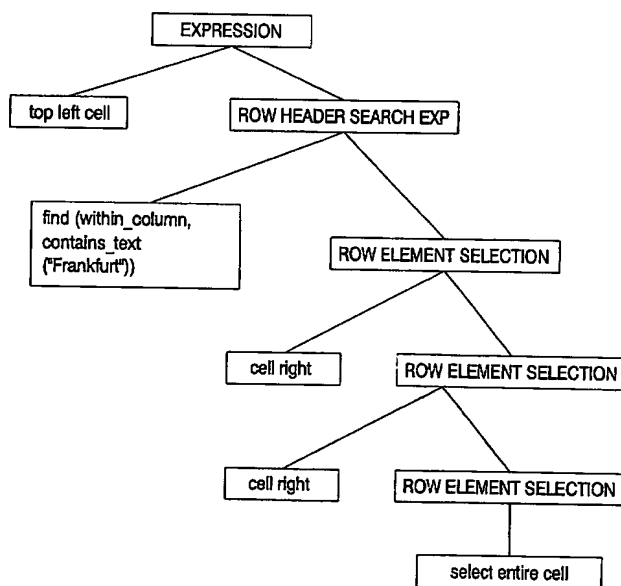 EXPRESSION
top left cell
ROW HEADER SEARCH EXP
find (within_column,
contains_text
("Frankfurt"))
ROW ELEMENT SELECTION
cell right
ROW ELEMENT SELECTION
cell right
ROW ELEMENT SELECTION
select entire cell